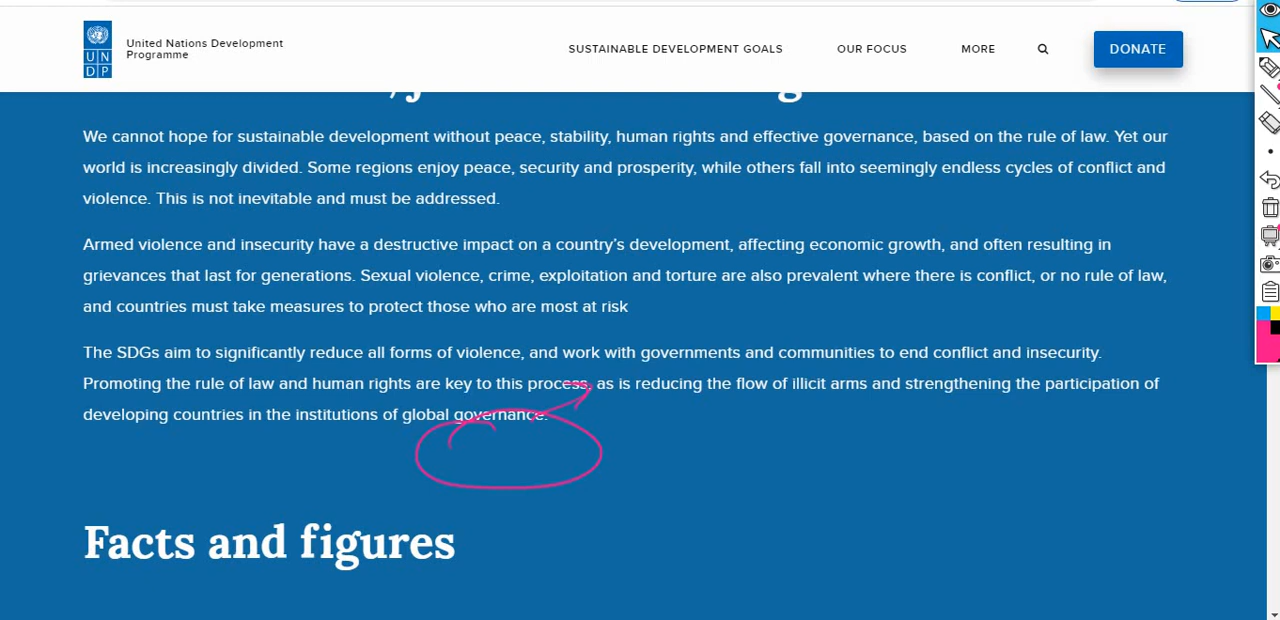 United Nations Development
Programme
UN
DP
SUSTAINABLE DEVELOPMENT GOALS
OUR FOCUS
MORE
DONATE
We cannot hope for sustainable development without peace, stability, human rights and effective governance, based on the rule of law. Yet our
world is increasingly divided. Some regions enjoy peace, security and prosperity, while others fall into seemingly endless cycles of conflict and
violence. This is not inevitable and must be addressed.
Armed violence and insecurity have a destructive impact on a country's development, affecting economic growth, and often resulting in
grievances that last for generations. Sexual violence, crime, exploitation and torture are also prevalent where there is conflict, or no rule of law,
and countries must take measures to protect those who are most at risk
The SDGs aim to significantly reduce all forms of violence, and work with governments and communities to end conflict and insecurity.
Promoting the rule of law and human rights are key to this process, as is reducing the flow of illicit arms and strengthening the participation of
developing countries in the institutions of global governance.
Facts and figures